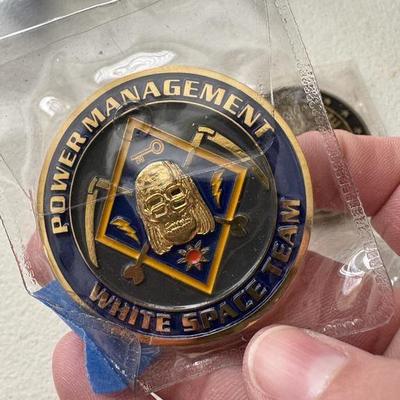 POWER MANAGEMENT
WHITE SPACE TEAM